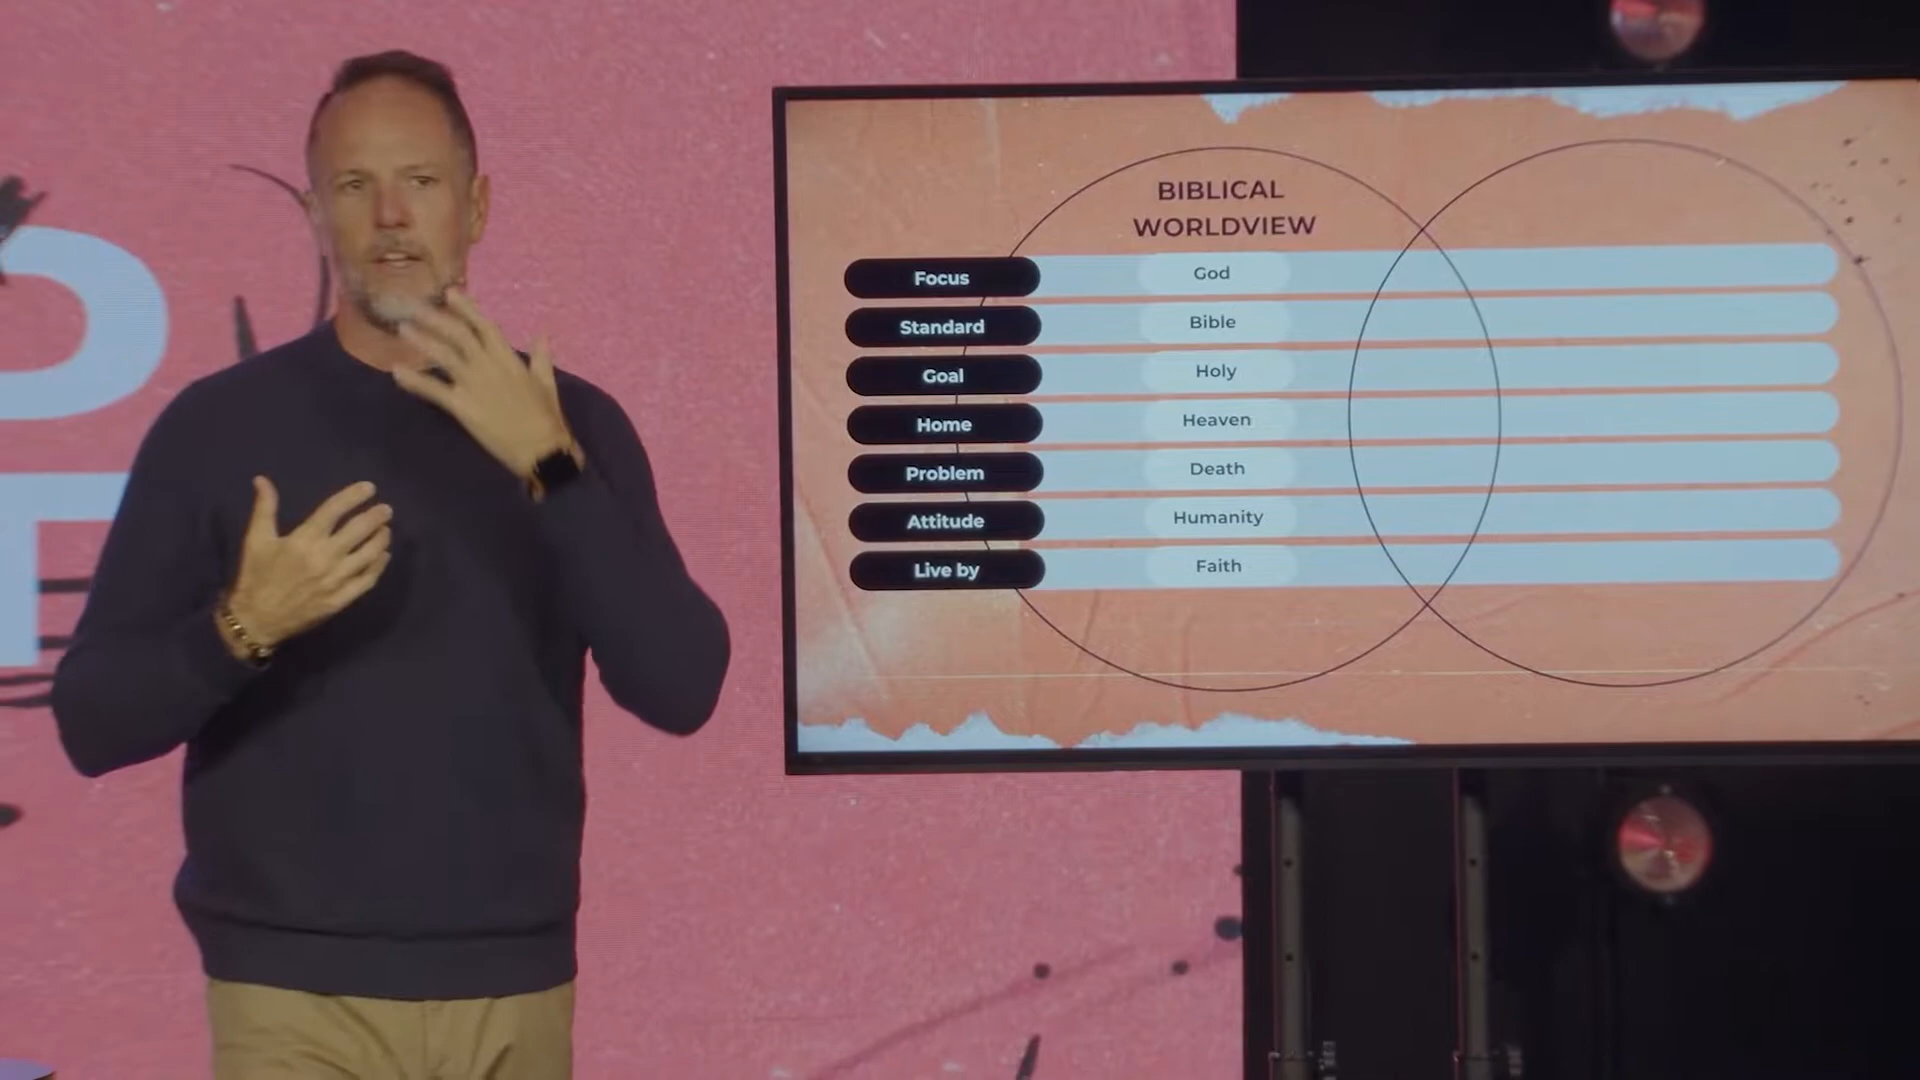 BIBLICAL
WORLDVIEW
Focus God
Standard Bible
Goal Holy
Home Heaven
Problem Death
Attitude Humanity
Live by Faith